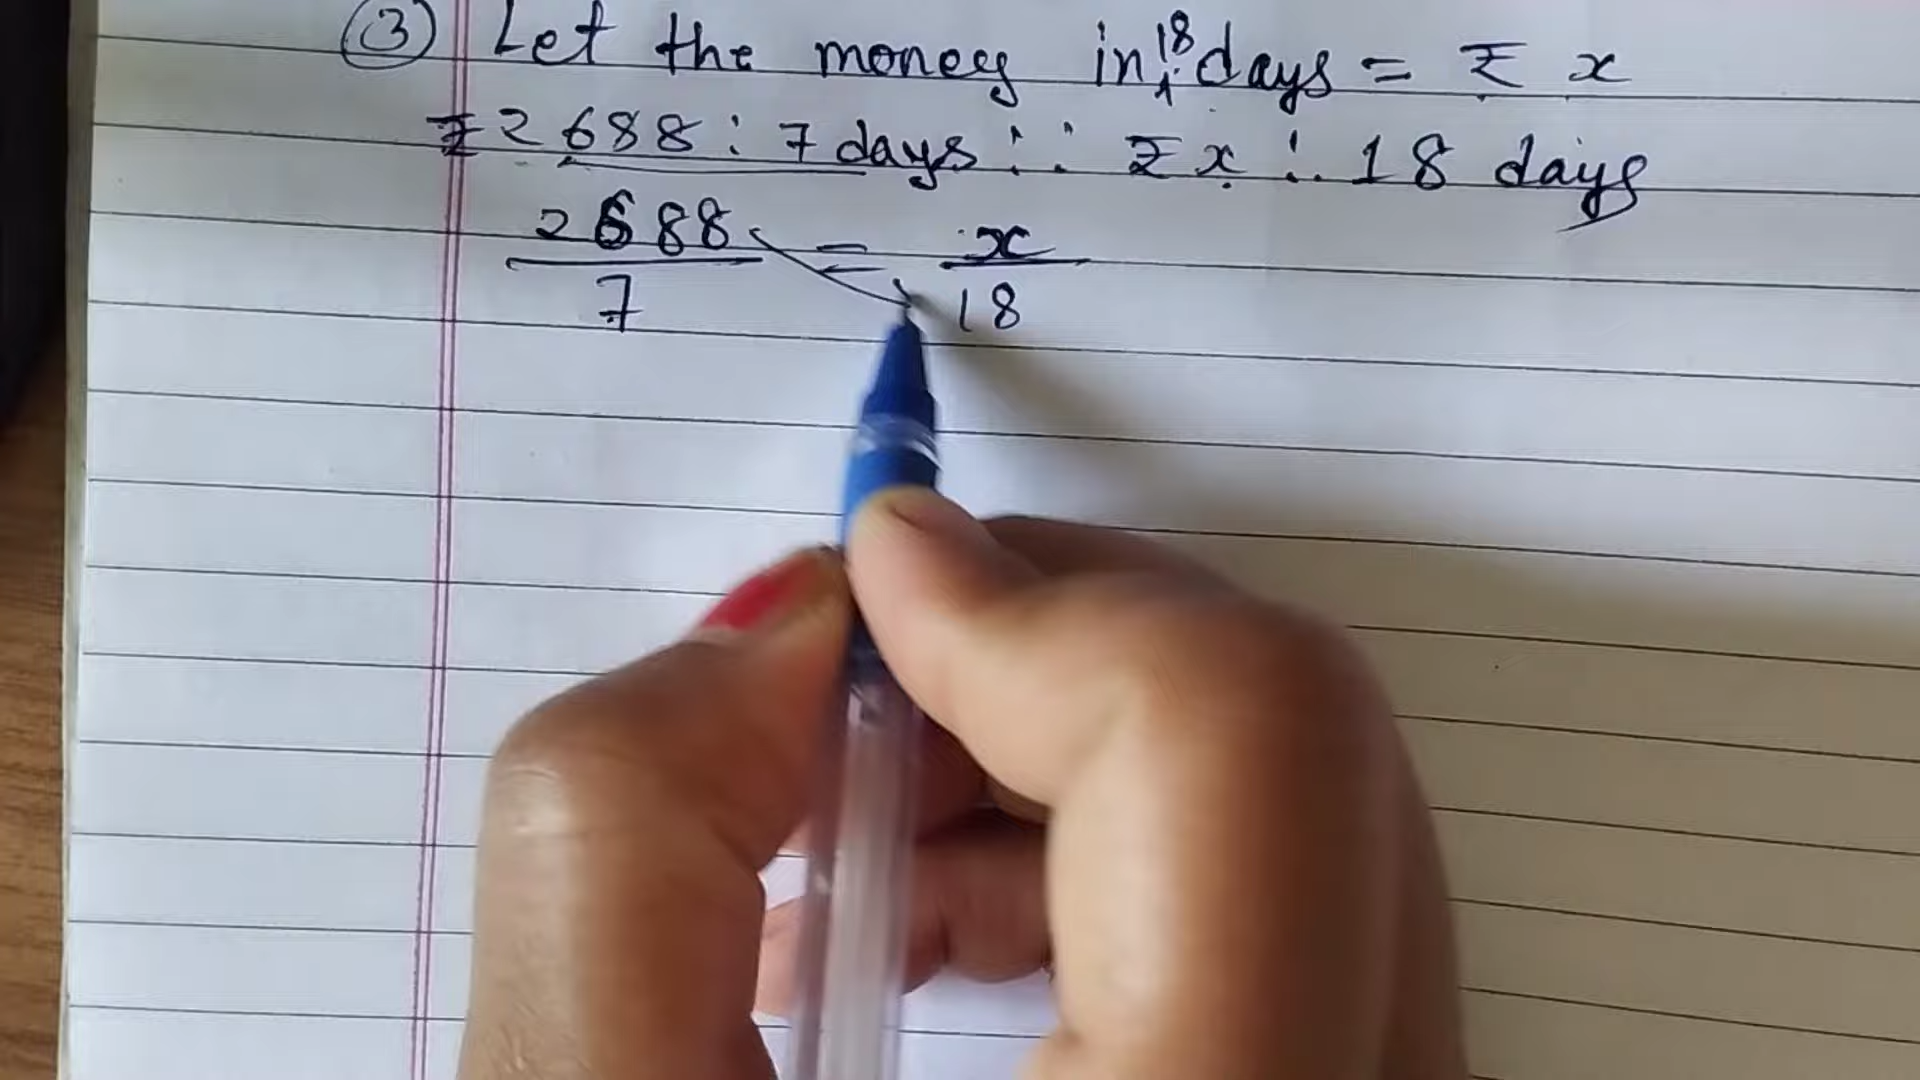 ③ Let the money in 18 days = ₹ x
₹2688 : 7 days :: ₹ x : 18 days
2688 = x
7 18